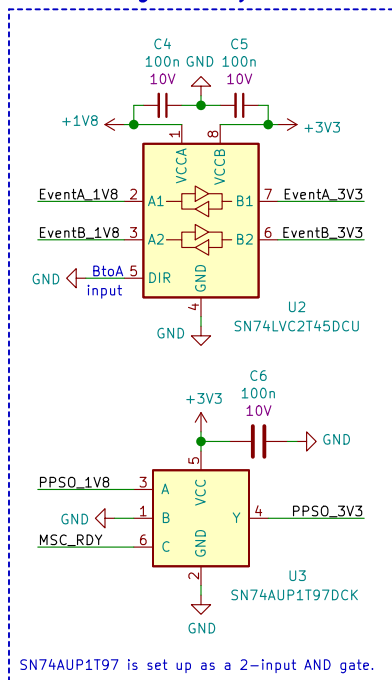 C4 GND C5
100n 100n
10V 10V
+1V8 +3V3
1 8
VCCA VCCB
EventA_1V8 2 A1 B1 7 EventA_3V3
EventB_1V8 3 A2 B2 6 EventB_3V3
GND BtoA 5 DIR GND
input
4
GND
U2
SN74LVC2T45DCU
C6
100n
10V
+3V3
GND
5
PPSO_1V8 3 A VCC
GND 1 B Y 4 PPSO_3V3
MSC_RDY 6 C GND
2
U3
SN74AUP1T97DCK
GND
SN74AUP1T97 is set up as a 2-input AND gate.